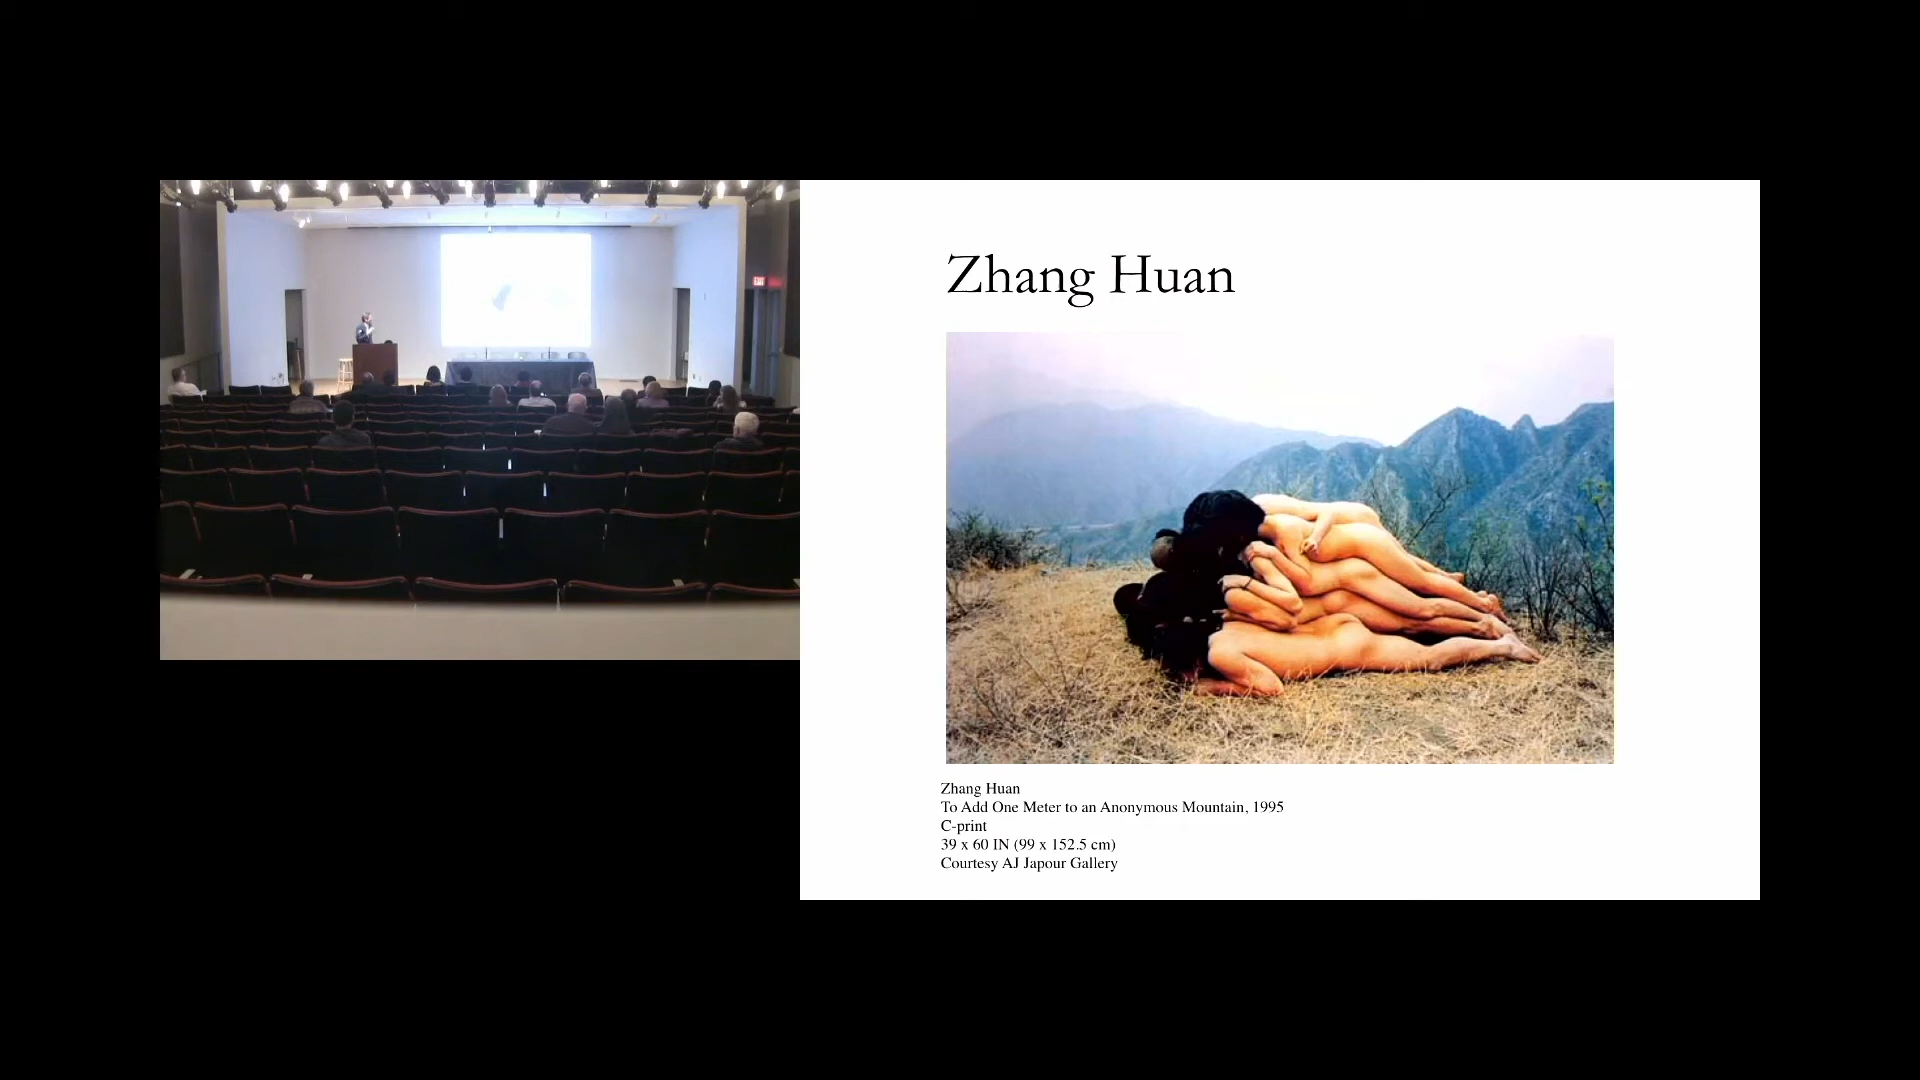 EXIT
Zhang Huan
Zhang Huan
To Add One Meter to an Anonymous Mountain, 1995
C-print
39 x 60 IN (99 x 152.5 cm)
Courtesy AJ Japour Gallery